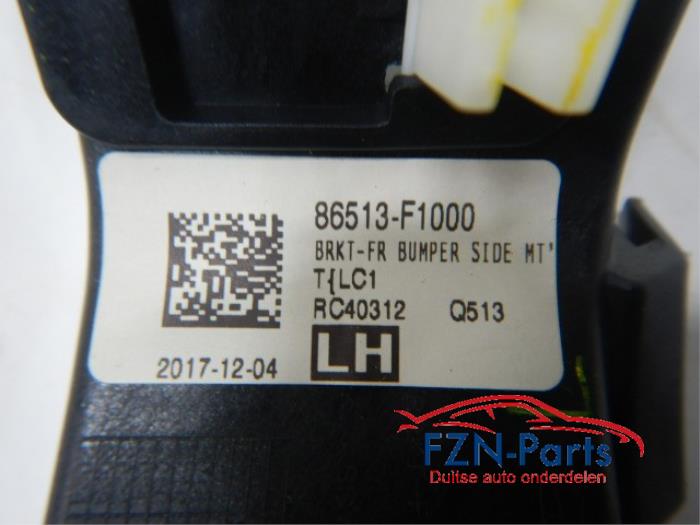 86513-F1000
BRKT-FR BUMPER SIDE MT'
T{LC1
RC40312 Q513
LH
2017-12-04
FZN-Parts
Duitse auto onderdelen